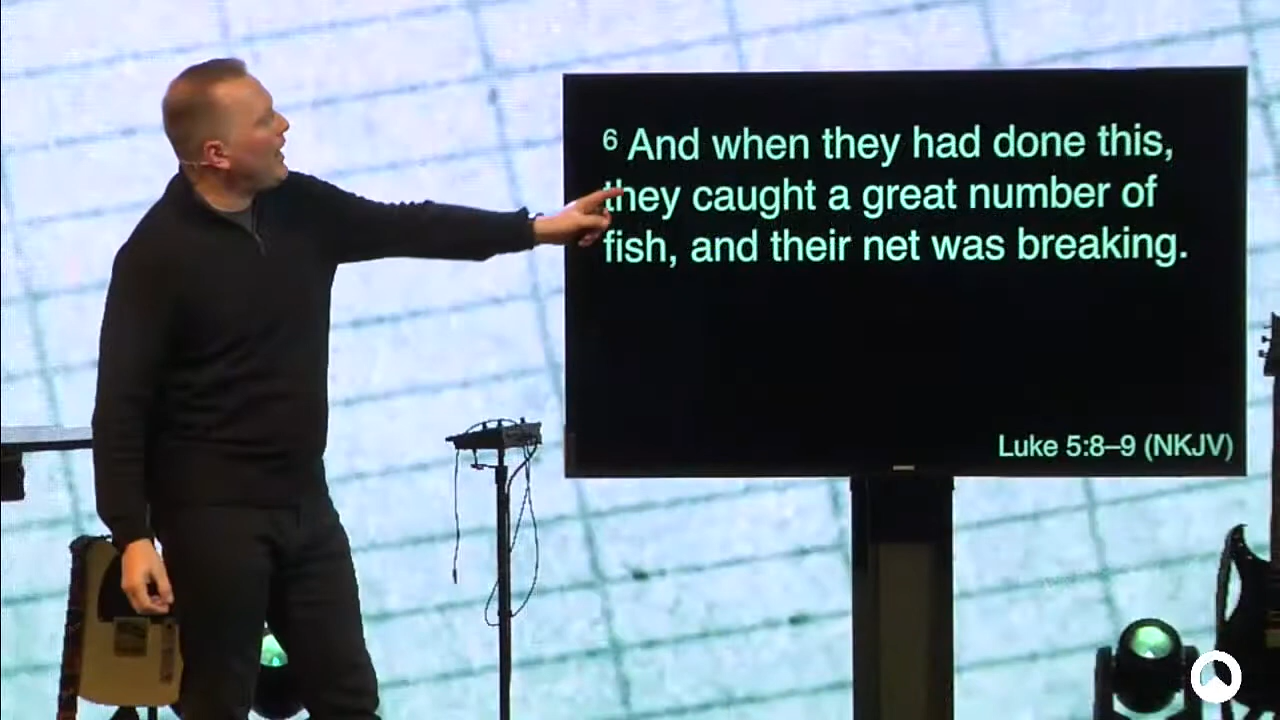 6 And when they had done this,
they caught a great number of
fish, and their net was breaking.
Luke 5:8–9 (NKJV)